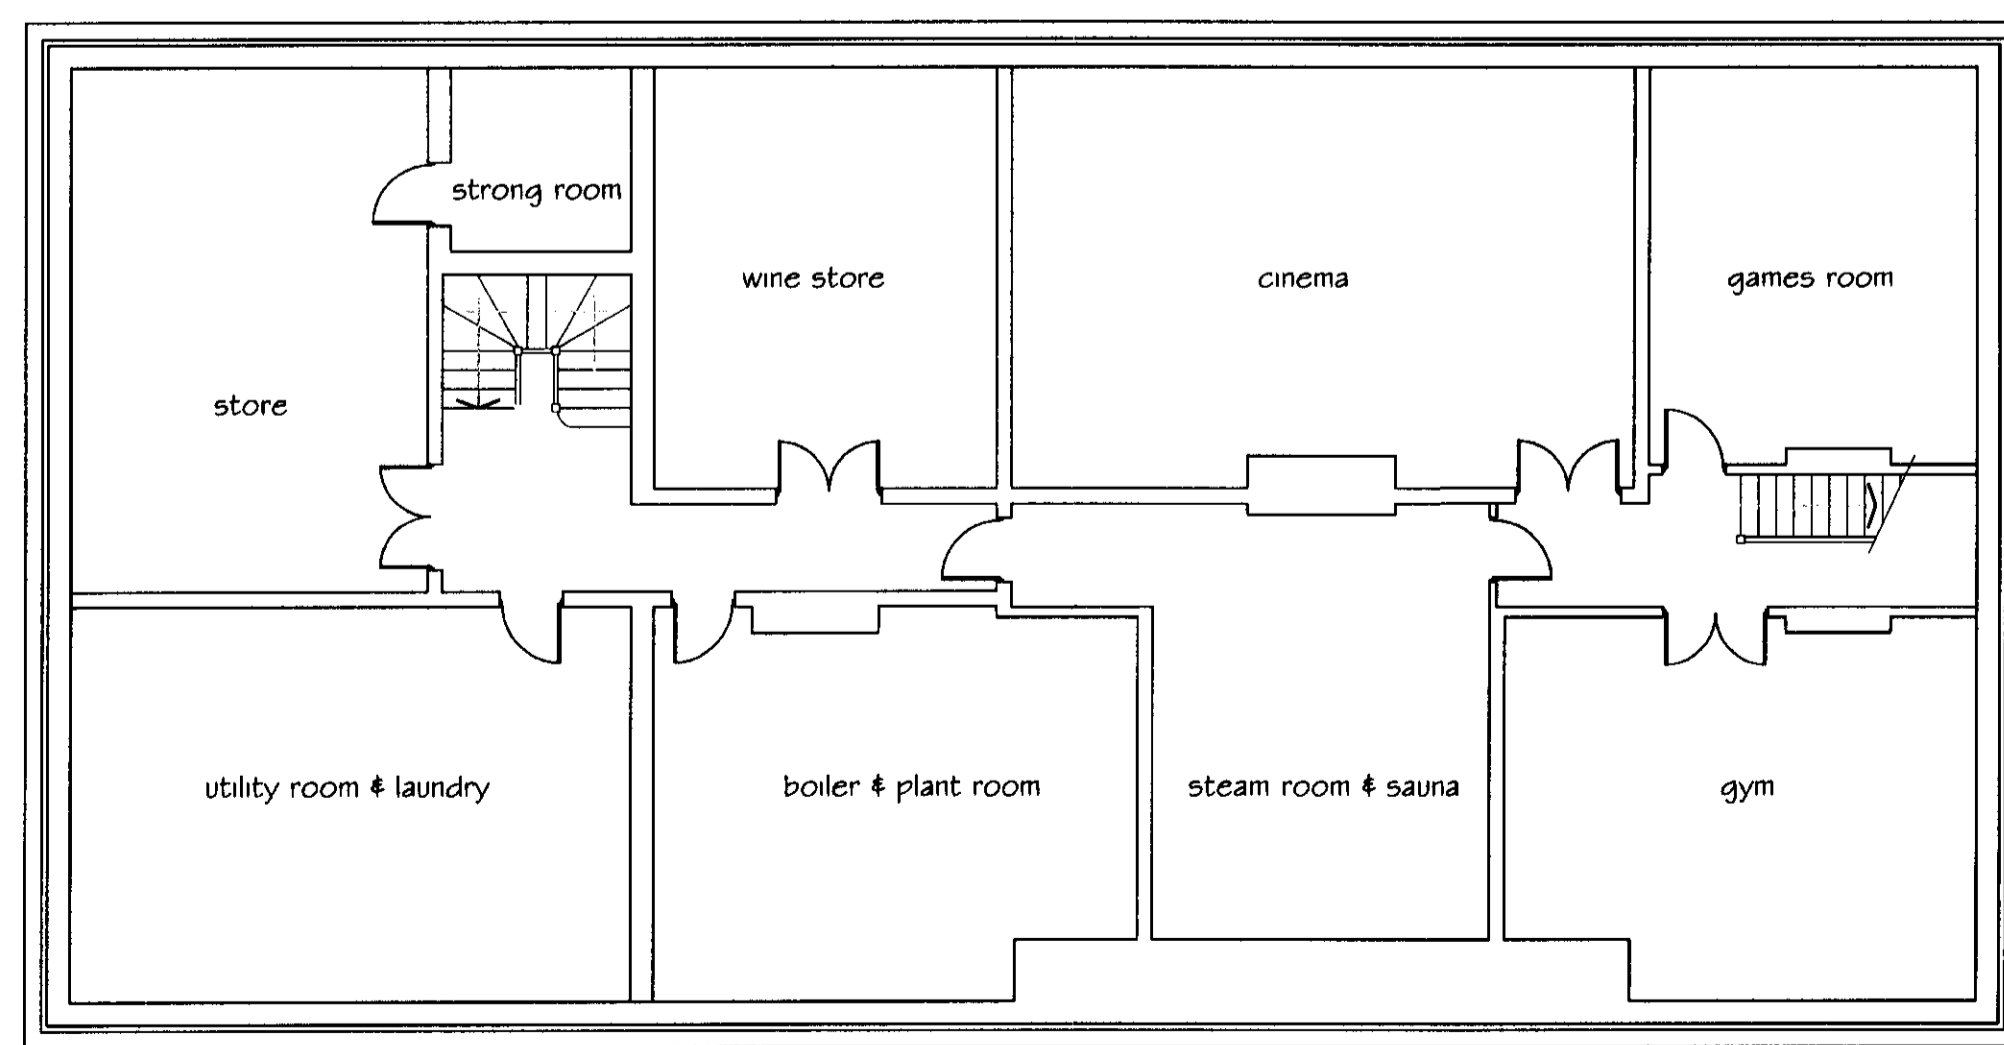 strong room
wine store
cinema
games room
store
utility room & laundry
boiler & plant room
steam room & sauna
gym